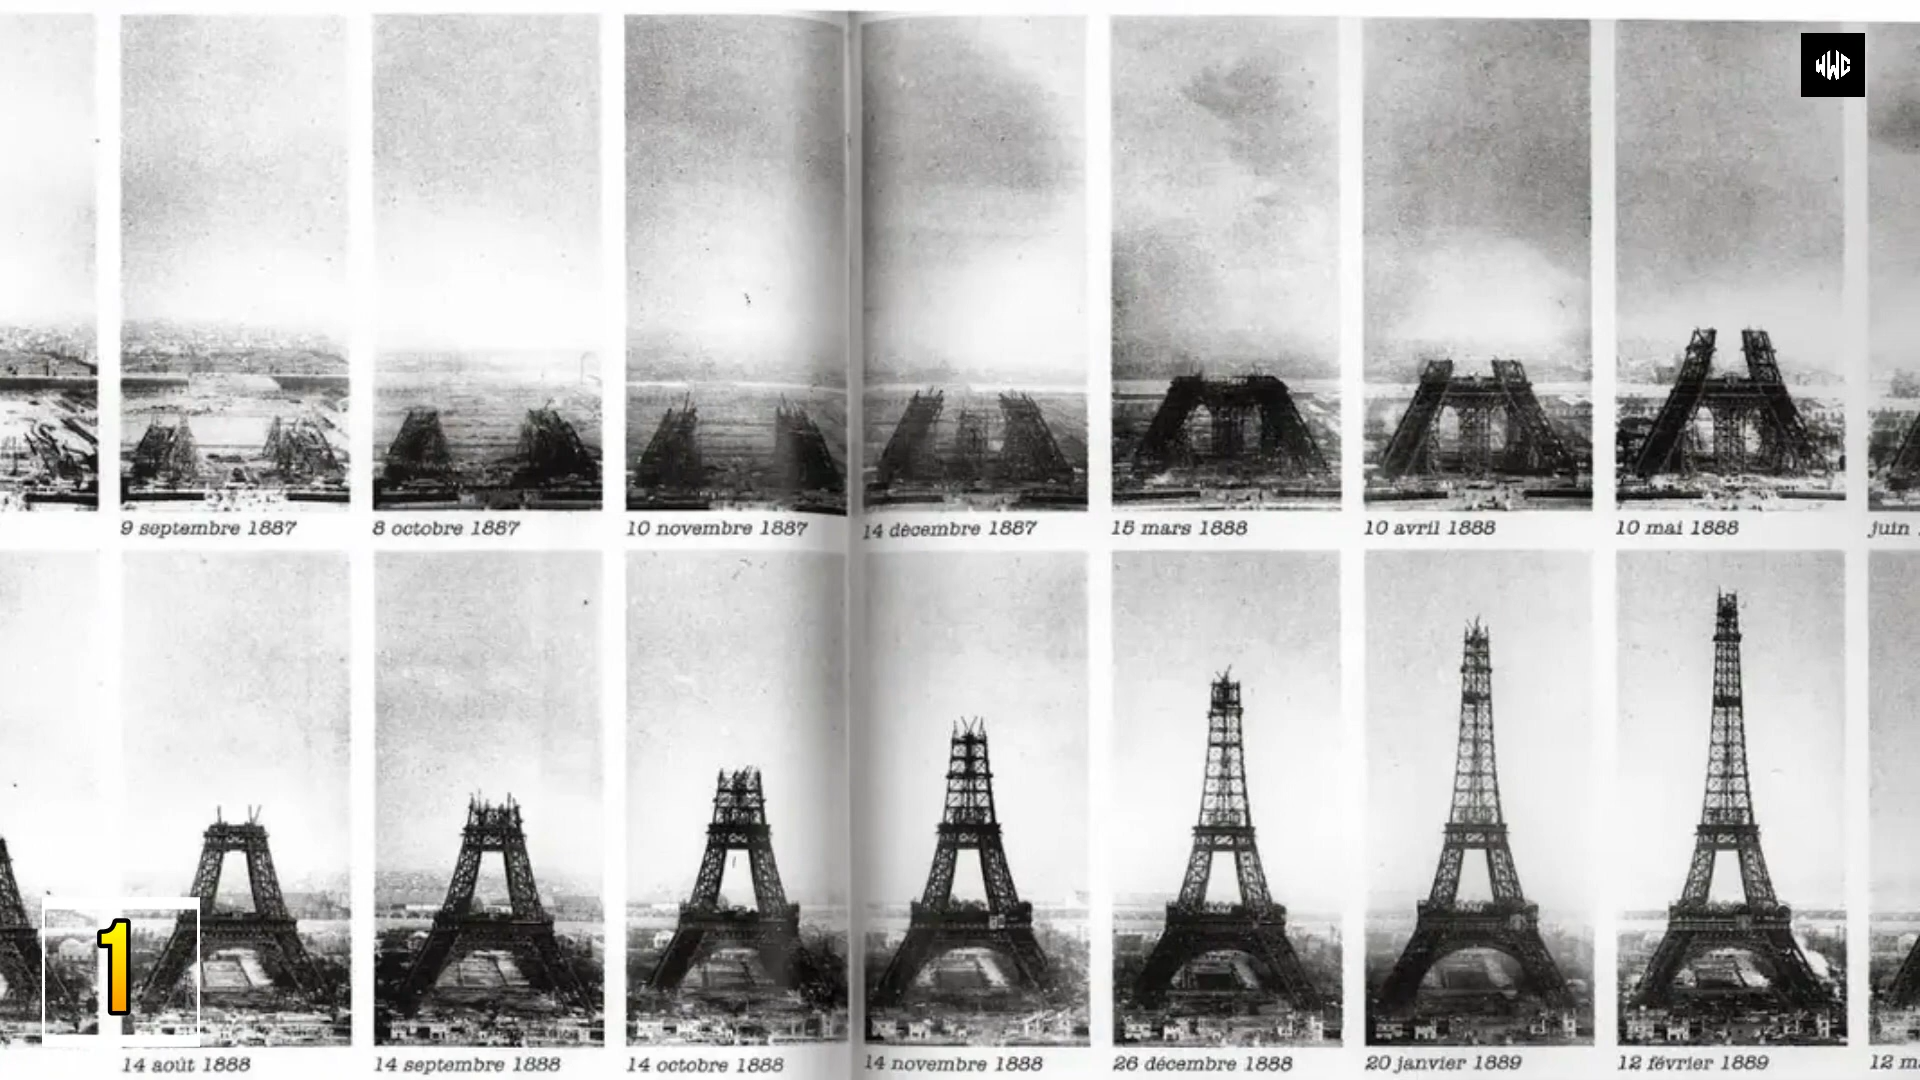 WWC
9 septembre 1887
8 octobre 1887
10 novembre 1887
14 décembre 1887
15 mars 1888
10 avril 1888
10 mai 1888
juin
14 août 1888
14 septembre 1888
14 octobre 1888
14 novembre 1888
26 décembre 1888
20 janvier 1889
12 février 1889
12 m
1